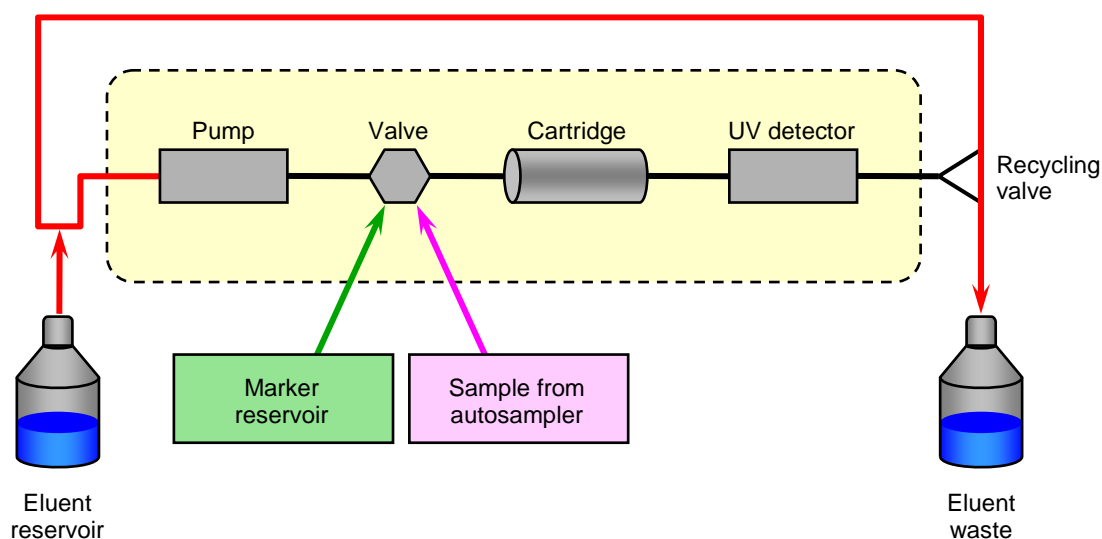 Pump
Valve
Cartridge
UV detector
Recycling
valve
Marker
reservoir
Sample from
autosampler
Eluent
reservoir
Eluent
waste